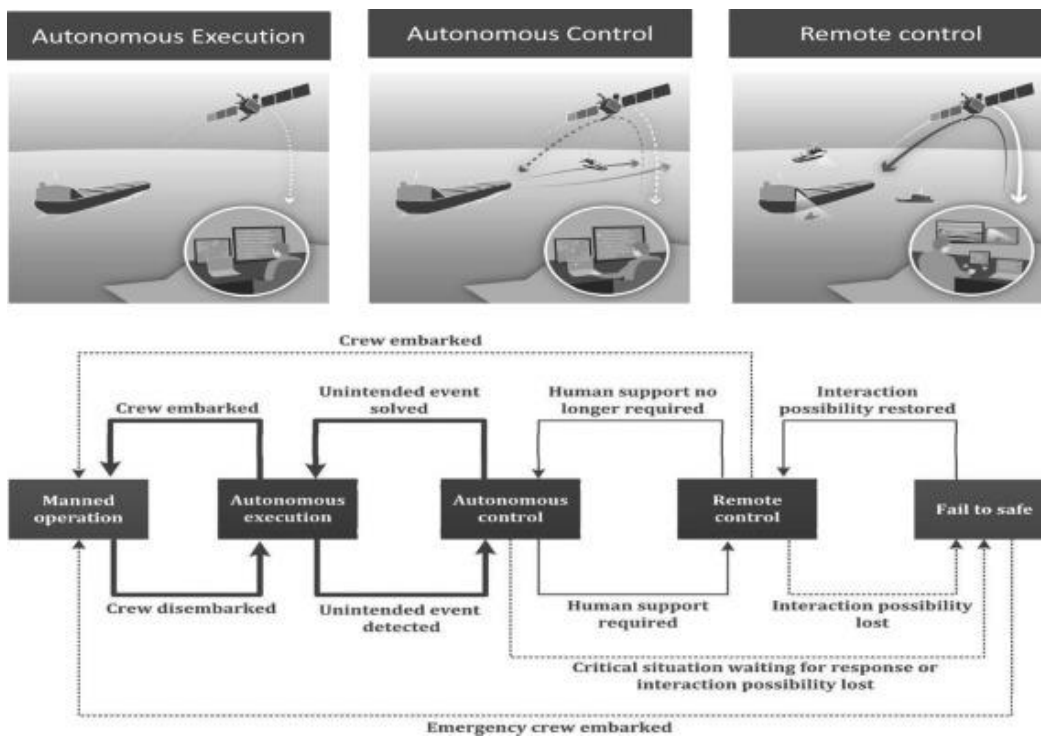 Autonomous Execution
Autonomous Control
Remote control
Crew embarked
Crew embarked
Unintended event
solved
Human support no
longer required
Interaction
possibility restored
Manned
operation
Autonomous
execution
Autonomous
control
Remote
control
Fail to safe
Crew disembarked
Unintended event
detected
Human support
required
Interaction possibility
lost
Critical situation waiting for response or
interaction possibility lost
Emergency crew embarked